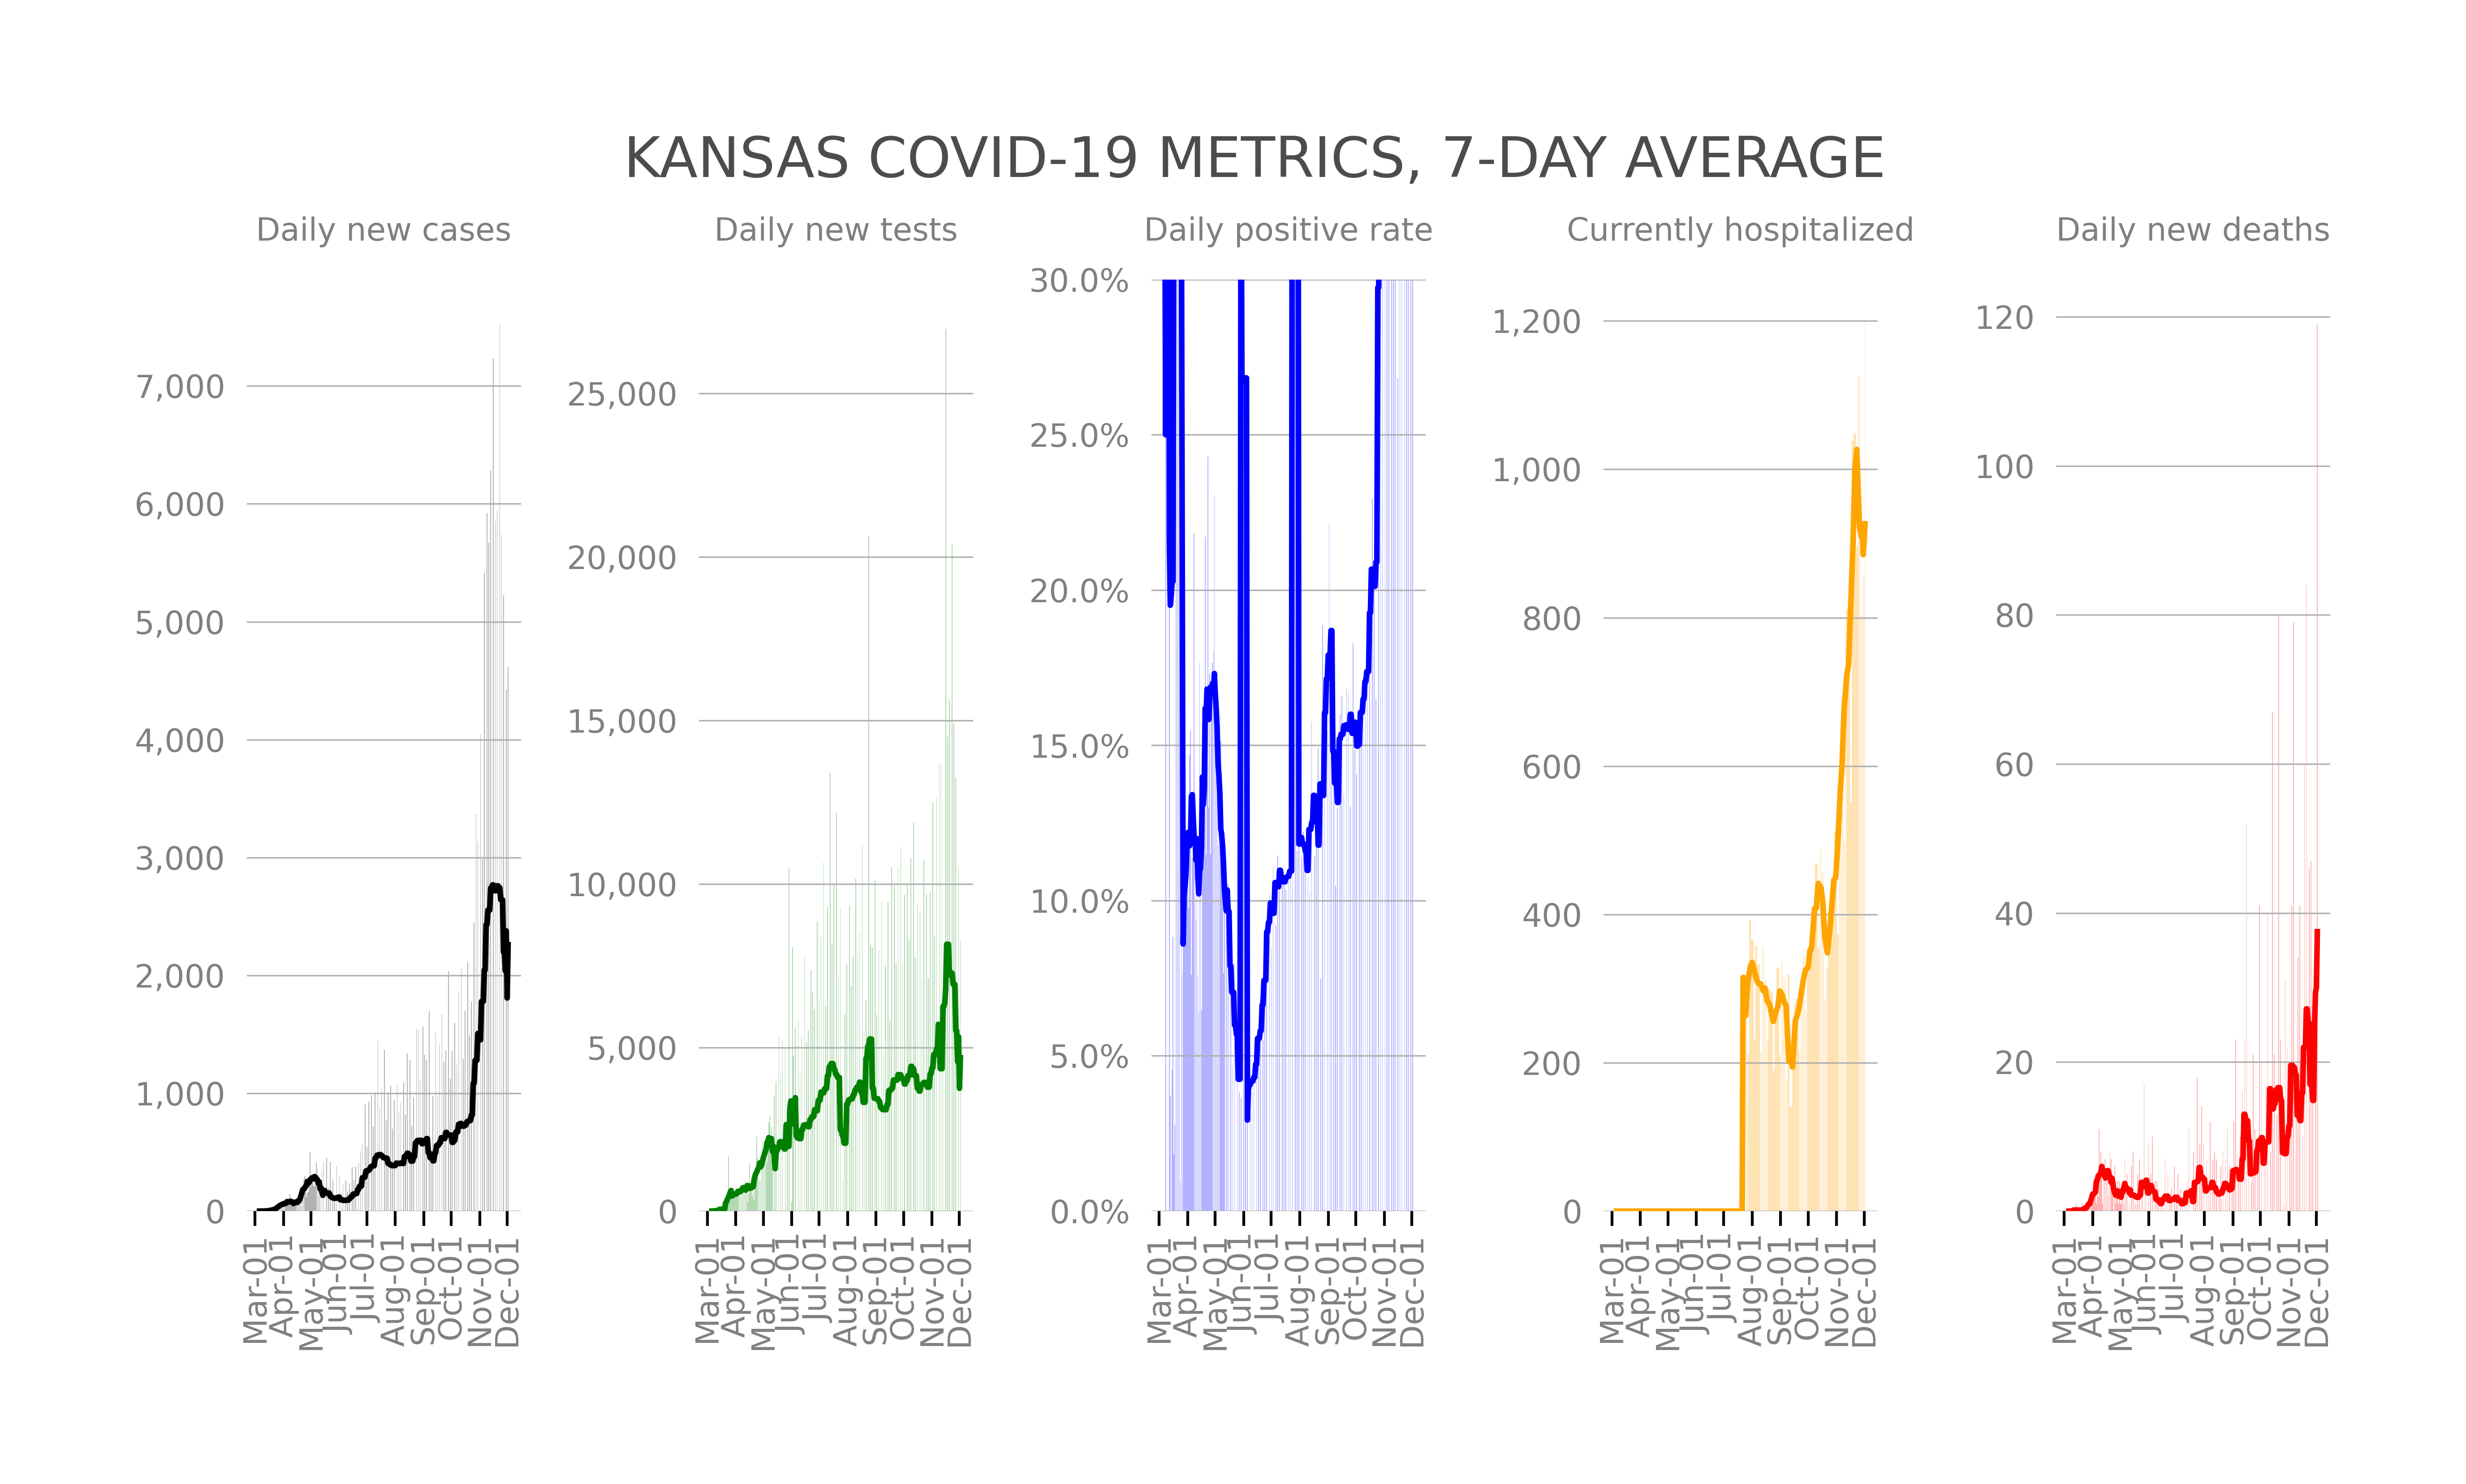 KANSAS COVID-19 METRICS, 7-DAY AVERAGE
Daily new cases
7,000
6,000
5,000
4,000
3,000
2,000
1,000
0
Mar-01
Apr-01
May-01
Jun-01
Jul-01
Aug-01
Sep-01
Oct-01
Nov-01
Dec-01
Daily new tests
25,000
20,000
15,000
10,000
5,000
0
Mar-01
Apr-01
May-01
Jun-01
Jul-01
Aug-01
Sep-01
Oct-01
Nov-01
Dec-01
Daily positive rate
30.0%
25.0%
20.0%
15.0%
10.0%
5.0%
0.0%
Mar-01
Apr-01
May-01
Jun-01
Jul-01
Aug-01
Sep-01
Oct-01
Nov-01
Dec-01
Currently hospitalized
1,200
1,000
800
600
400
200
0
Mar-01
Apr-01
May-01
Jun-01
Jul-01
Aug-01
Sep-01
Oct-01
Nov-01
Dec-01
Daily new deaths
120
100
80
60
40
20
0
Mar-01
Apr-01
May-01
Jun-01
Jul-01
Aug-01
Sep-01
Oct-01
Nov-01
Dec-01